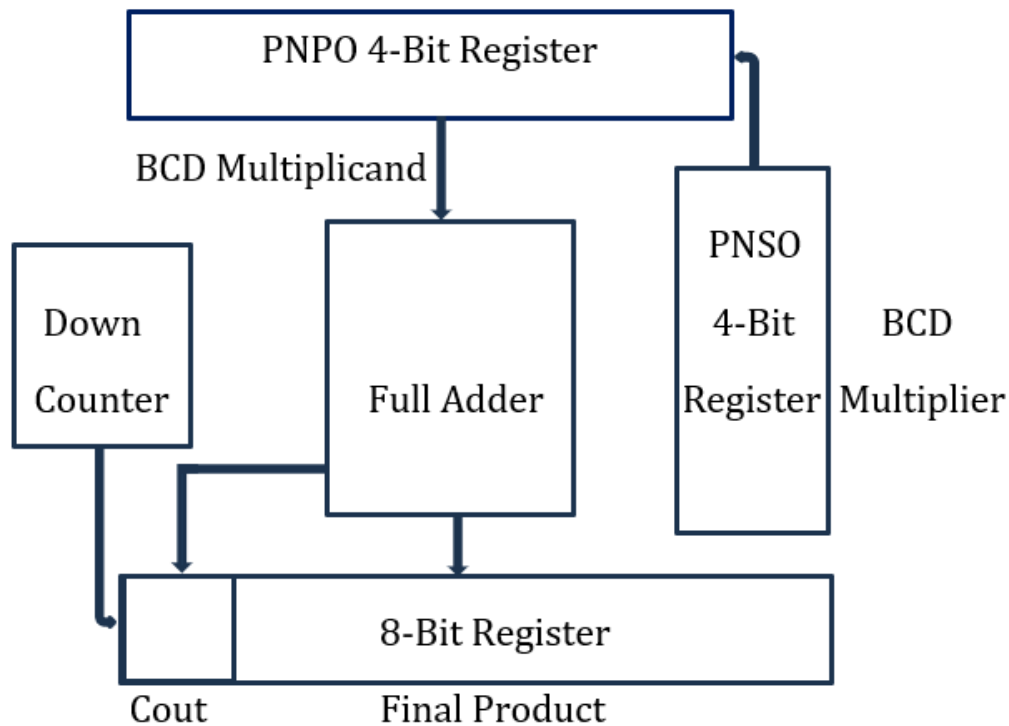 PNPO 4-Bit Register
BCD Multiplicand
PNSO
4-Bit
Register
BCD
Multiplier
Down
Counter
Full Adder
8-Bit Register
Cout
Final Product